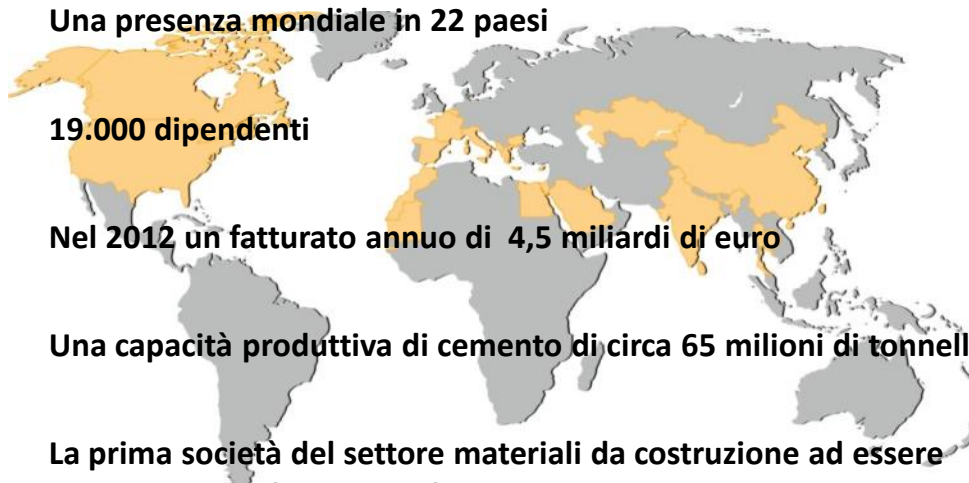 Una presenza mondiale in 22 paesi
19.000 dipendenti
Nel 2012 un fatturato annuo di 4,5 miliardi di euro
Una capacità produttiva di cemento di circa 65 milioni di tonnell
La prima società del settore materiali da costruzione ad essere